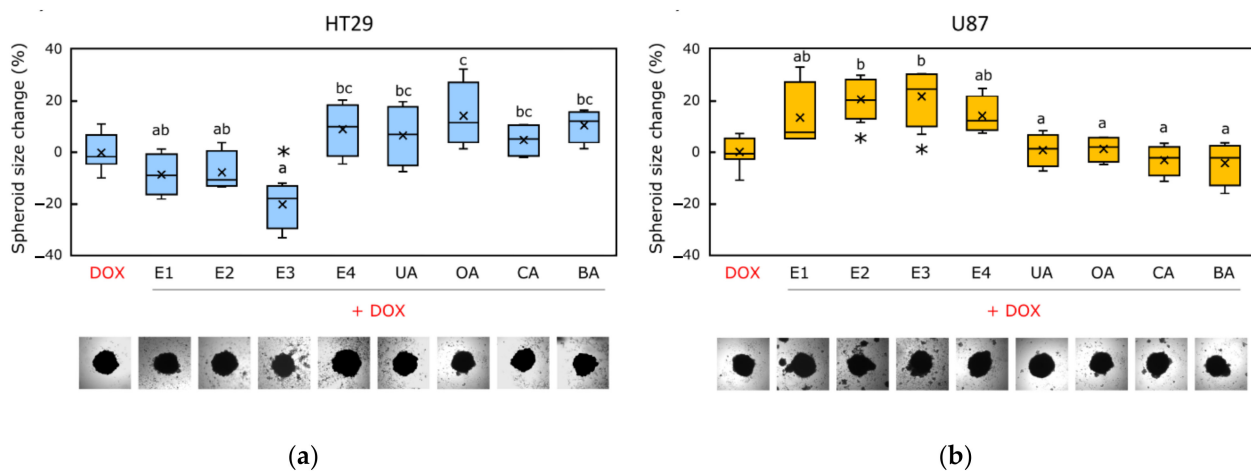 HT29
Spheroid size change (%)
40
20
0
−20
−40
ab
ab
*
a
bc
bc
c
bc
bc
DOX E1 E2 E3 E4 UA OA CA BA
+ DOX
(a)
U87
Spheroid size change (%)
40
20
0
−20
−40
ab
b
*
b
*
ab
a
a
a
a
DOX E1 E2 E3 E4 UA OA CA BA
+ DOX
(b)